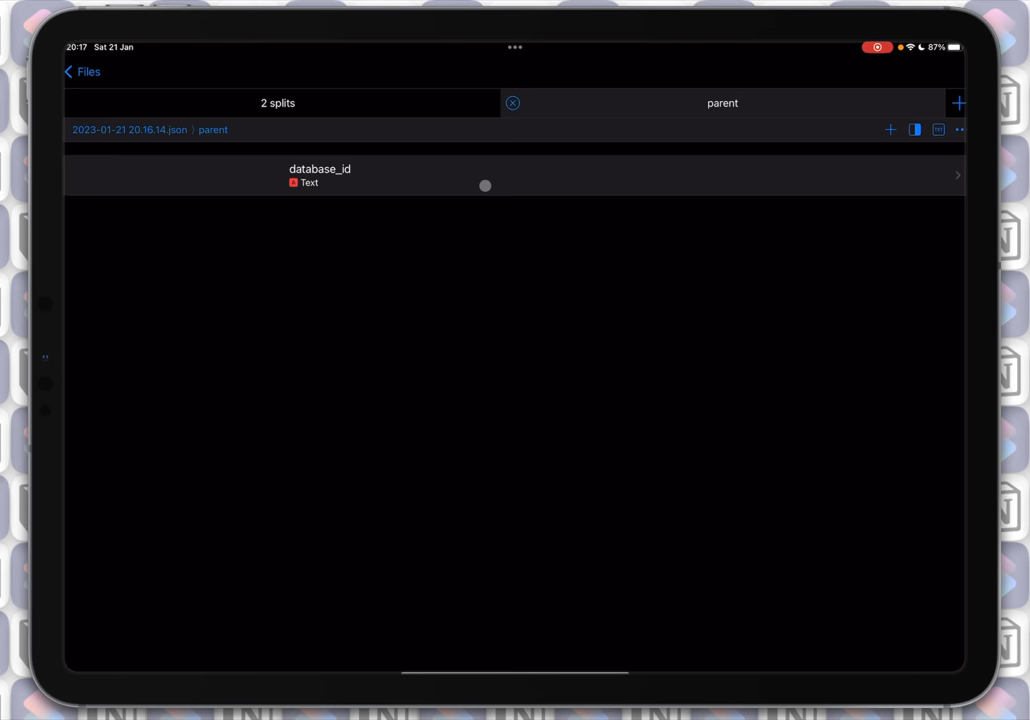 20:17 Sat 21 Jan
87%
Files
2 splits
parent
2023-01-21 20.16.14.json 〉parent
TXT
database_id
A Text